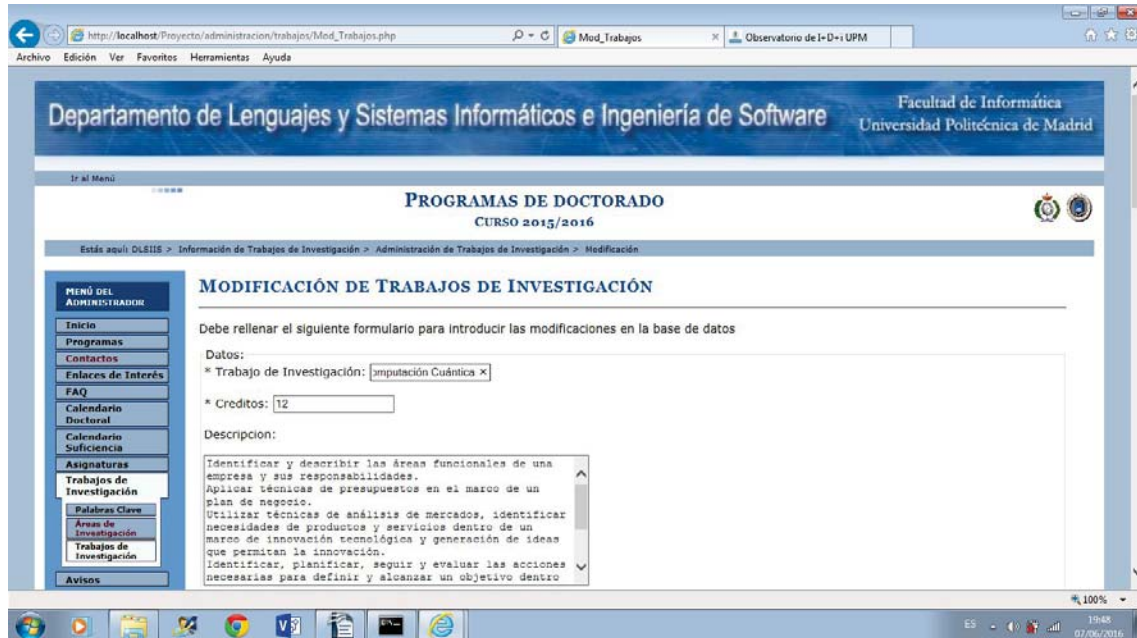 http://localhost/Proyecto/administracion/trabajos/Mod_Trabajos.php
Mod_Trabajos
Observatorio de I+D+i UPM
Archivo Edición Ver Favoritos Herramientas Ayuda
Departamento de Lenguajes y Sistemas Informáticos e Ingeniería de Software
Facultad de Informática
Universidad Politécnica de Madrid
Ir al Menú
PROGRAMAS DE DOCTORADO
CURSO 2015/2016
Estás aquí: DLSIIS > Información de Trabajos de Investigación > Administración de Trabajos de Investigación > Modificación
MENÚ DEL
ADMINISTRADOR
Inicio
Programas
Contactos
Enlaces de Interés
FAQ
Calendario
Doctoral
Calendario
Suficiencia
Asignaturas
Trabajos de
Investigación
Palabras Clave
Áreas de
Investigación
Trabajos de
Investigación
Avisos
MODIFICACIÓN DE TRABAJOS DE INVESTIGACIÓN
Debe rellenar el siguiente formulario para introducir las modificaciones en la base de datos
Datos:
* Trabajo de Investigación: omputación Cuántica ×
* Creditos: 12
Descripcion:
Identificar y describir las áreas funcionales de una
empresa y sus responsabilidades.
Aplicar técnicas de presupuestos en el marco de un
plan de negocio.
Utilizar técnicas de análisis de mercados, identificar
necesidades de productos y servicios dentro de un
marco de innovación tecnológica y generación de ideas
que permitan la innovación.
Identificar, planificar, seguir y evaluar las acciones
necesarias para definir y alcanzar un objetivo dentro
100%
ES
19:48
07/06/2016